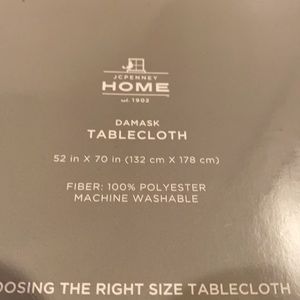 JCPENNEY
HOME
est. 1902
DAMASK
TABLECLOTH
52 in X 70 in (132 cm X 178 cm)
FIBER: 100% POLYESTER
MACHINE WASHABLE
OOSING THE RIGHT SIZE TABLECLOTH